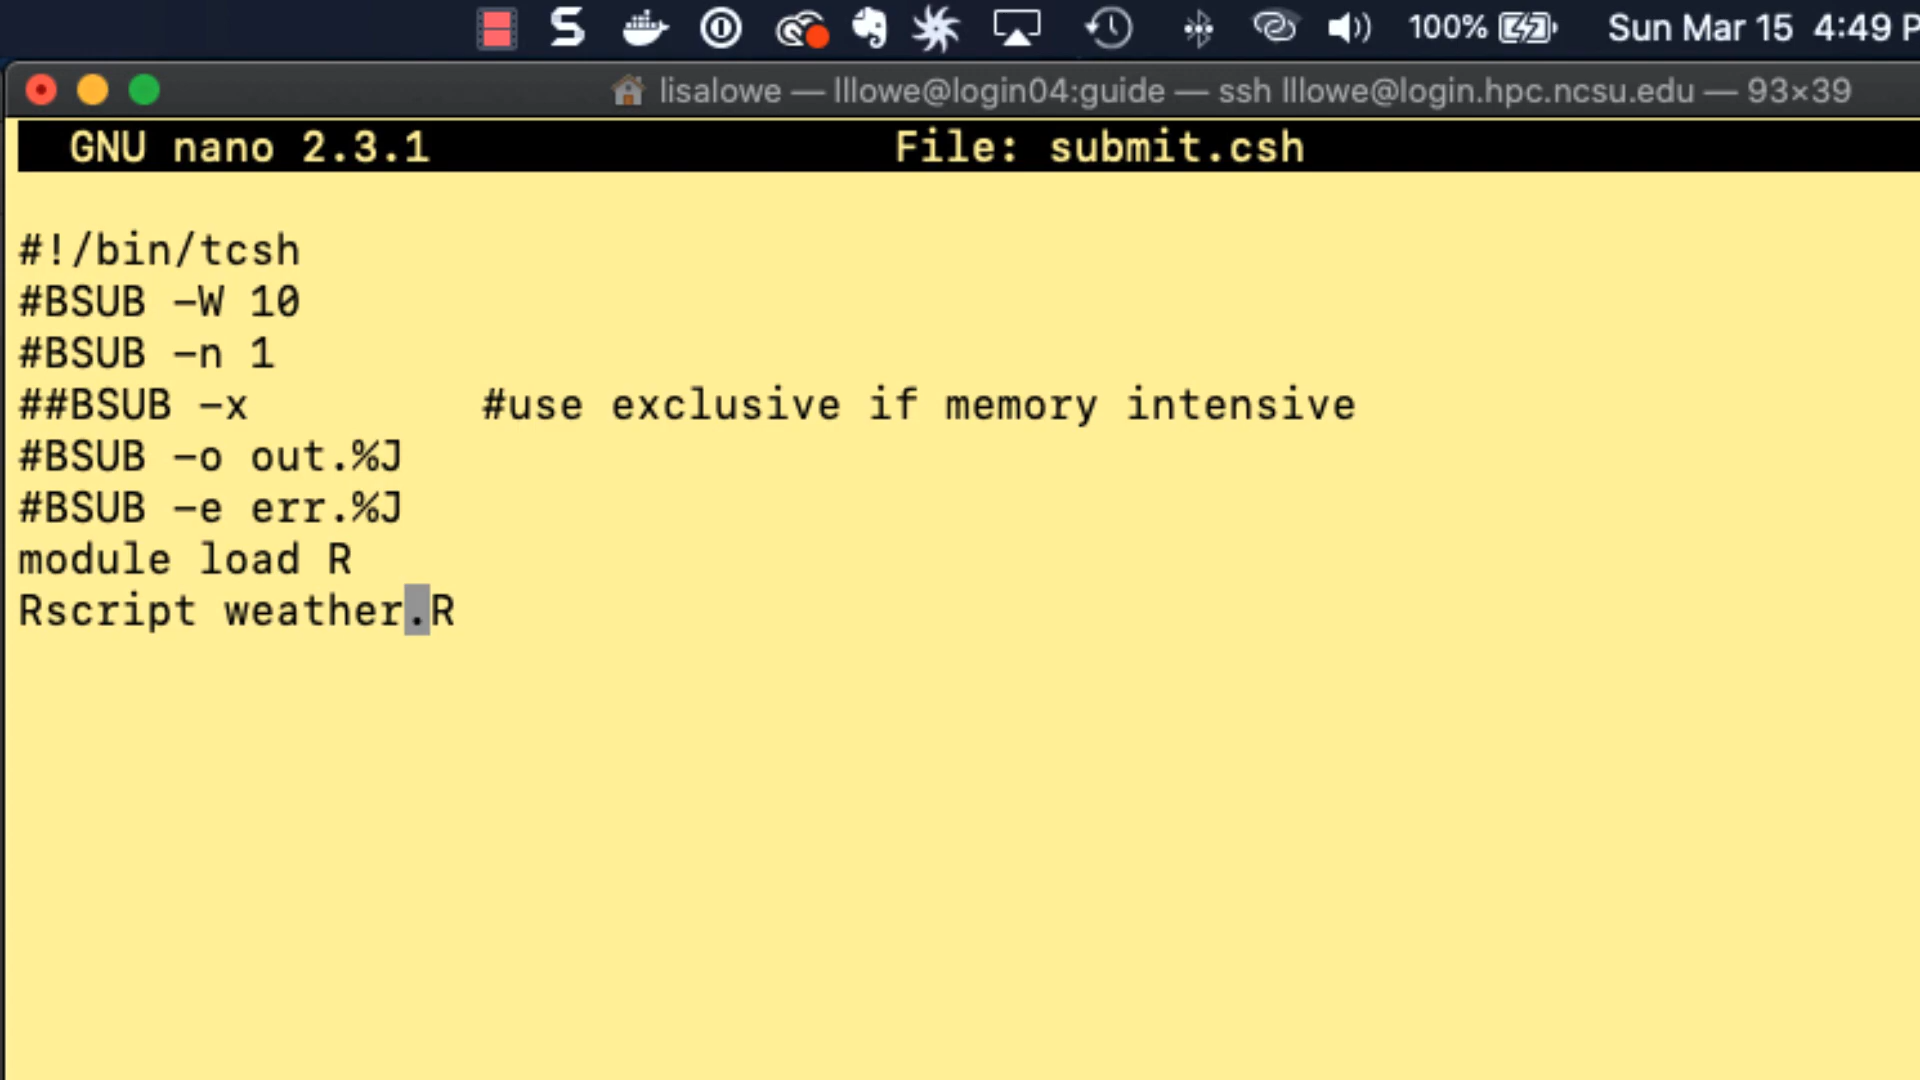 100% Sun Mar 15 4:49 P
lisalowe — lllowe@login04:guide — ssh lllowe@login.hpc.ncsu.edu — 93×39
GNU nano 2.3.1 File: submit.csh
#!/bin/tcsh
#BSUB -W 10
#BSUB -n 1
##BSUB -x #use exclusive if memory intensive
#BSUB -o out.%J
#BSUB -e err.%J
module load R
Rscript weather.R